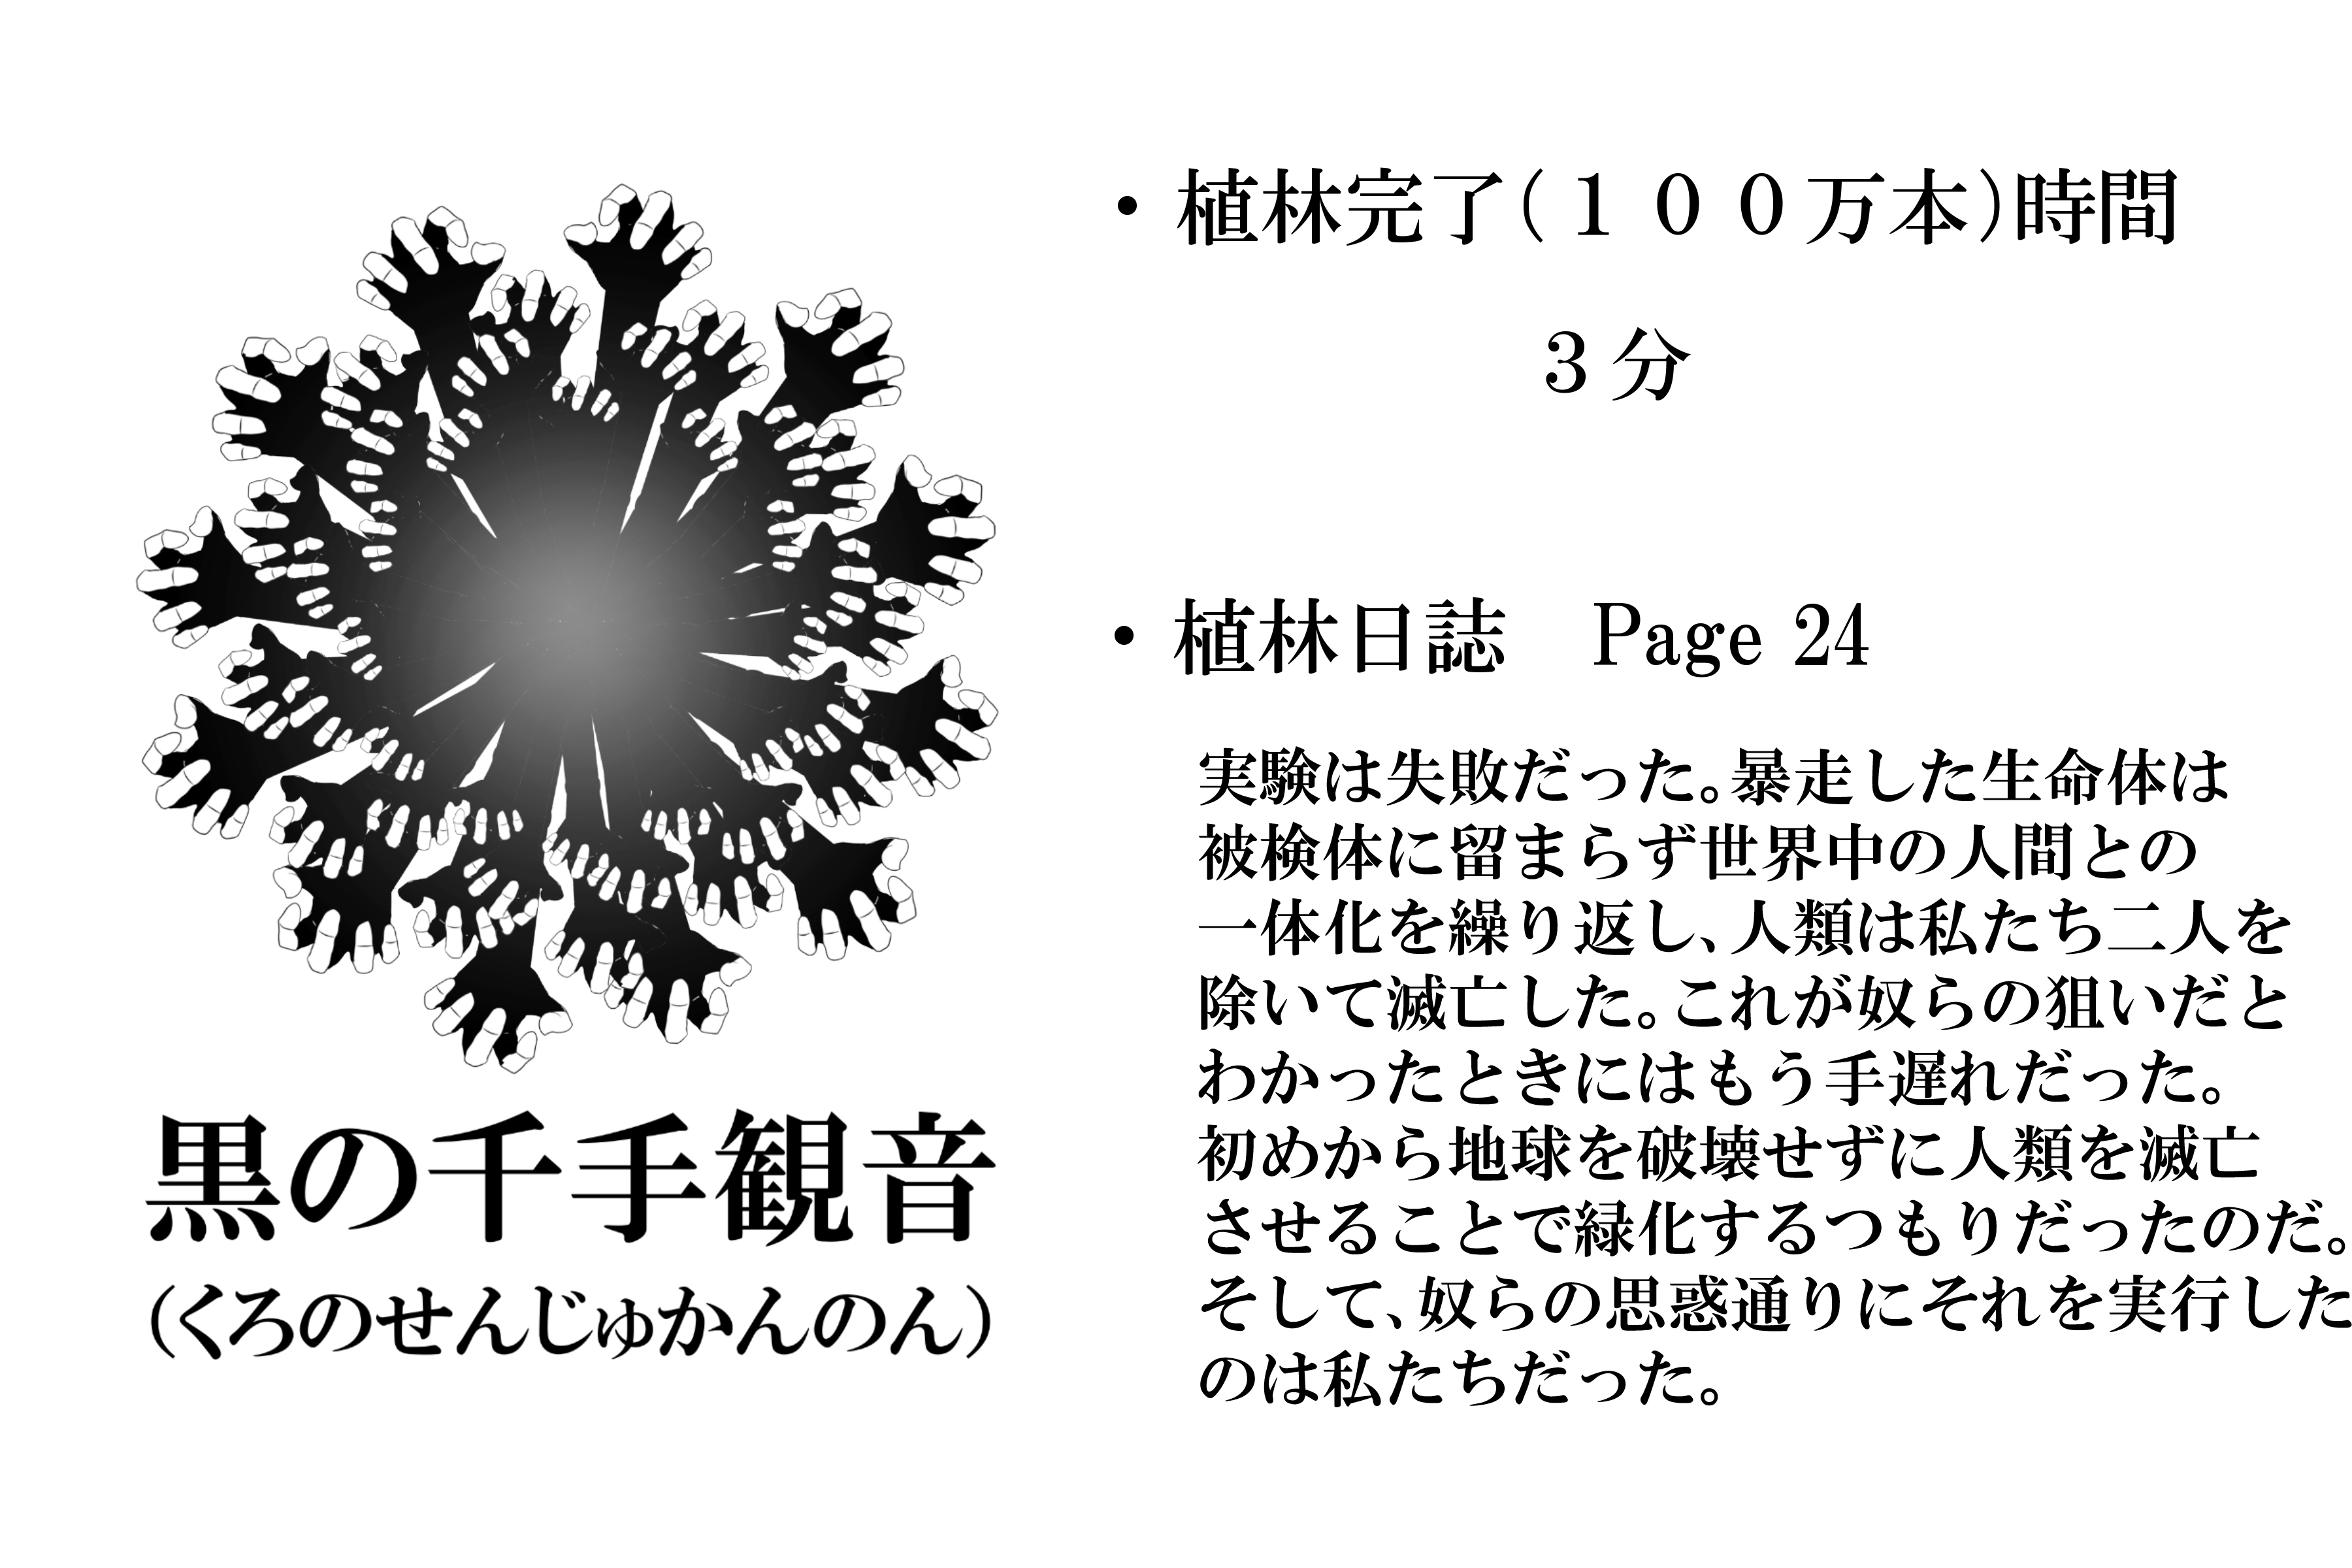 黒の千手観音
(くろのせんじゅかんのん)
・植林完了(100万本)時間
3分
・植林日誌　Page 24
実験は失敗だった。暴走した生命体は
被検体に留まらず世界中の人間との
一体化を繰り返し、人類は私たち二人を
除いて滅亡した。これが奴らの狙いだと
わかったときにはもう手遅れだった。
初めから地球を破壊せずに人類を滅亡
させることで緑化するつもりだったのだ。
そして、奴らの思惑通りにそれを実行した
のは私たちだった。